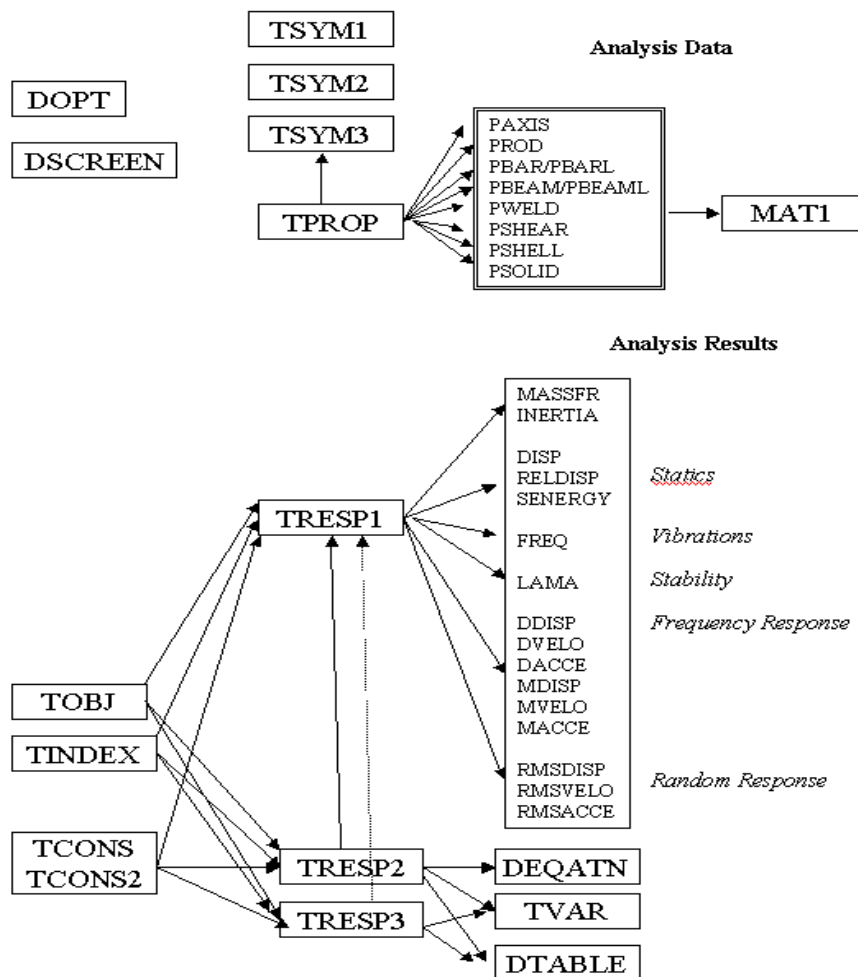 TSYM1
Analysis Data
TSYM2
DOPT
TSYM3
DSCREEN
TPROP
PAXIS
PROD
PBAR/PBARL
PBEAM/PBEAML
PWELD
PSHEAR
PSHELL
PSOLID
MAT1
Analysis Results
MASSFR
INERTIA
DISP
RELDISP
SENERGY
Statics
TRESP1
FREQ
Vibrations
LAMA
Stability
DDISP
Frequency Response
DVELO
DACCE
MDISP
MVELO
MACCE
TOBJ
TINDEX
RMSDISP
Random Response
RMSVELO
RMSACCE
TCONS
TCONS2
TRESP2
DEQATN
TVAR
TRESP3
DTABLE